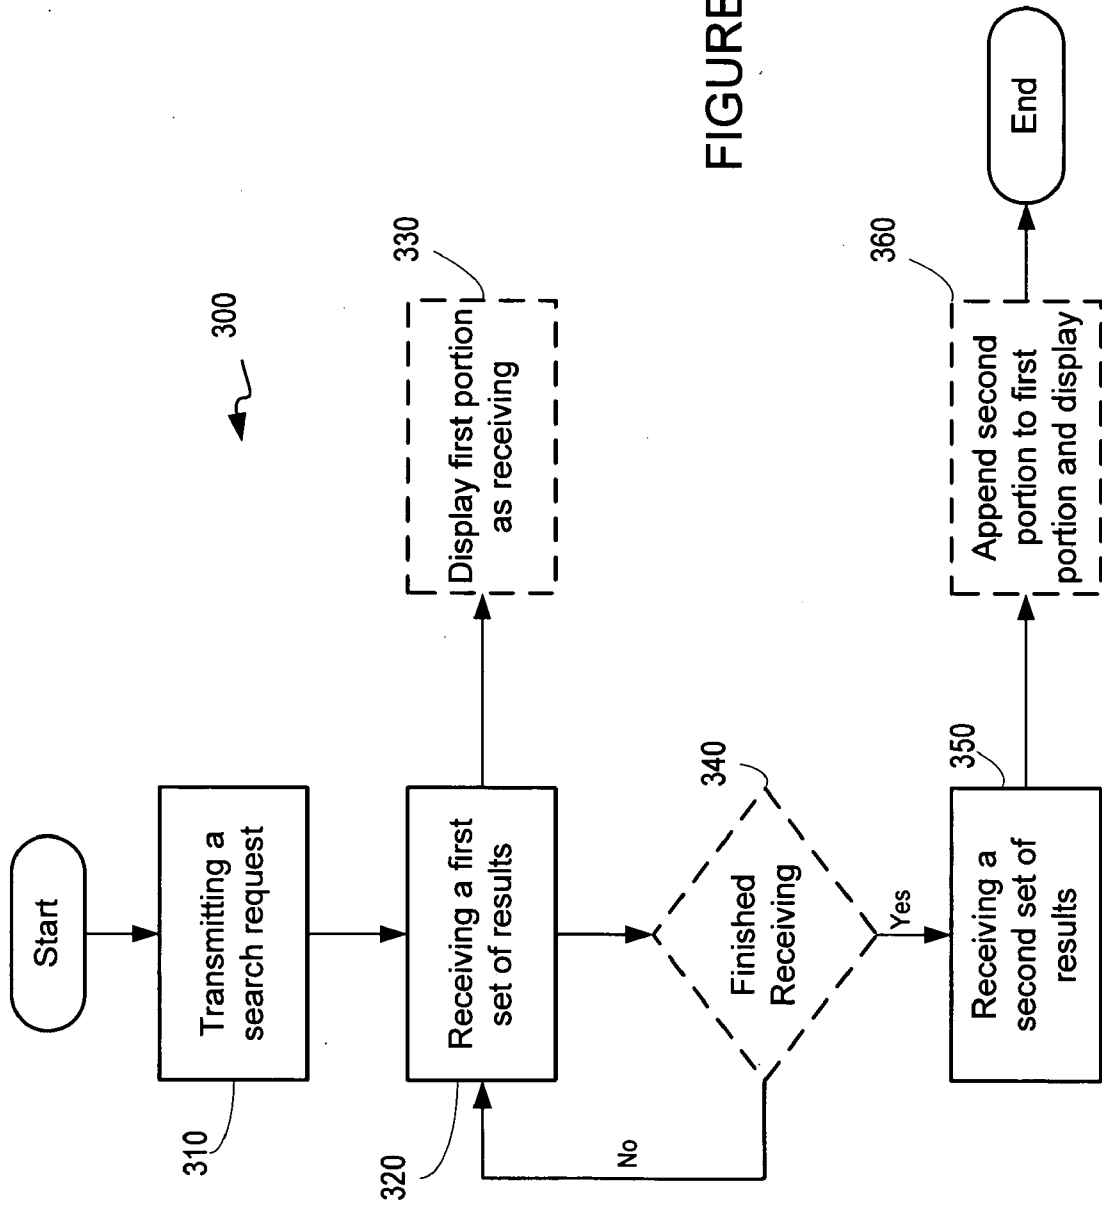 Start
300
310
Transmitting a
search request
320
Receiving a first
set of results
330
Display first portion
as receiving
340
Finished
Receiving
No
Yes
350
Receiving a
second set of
results
360
Append second
portion to first
portion and display
End
FIGURE